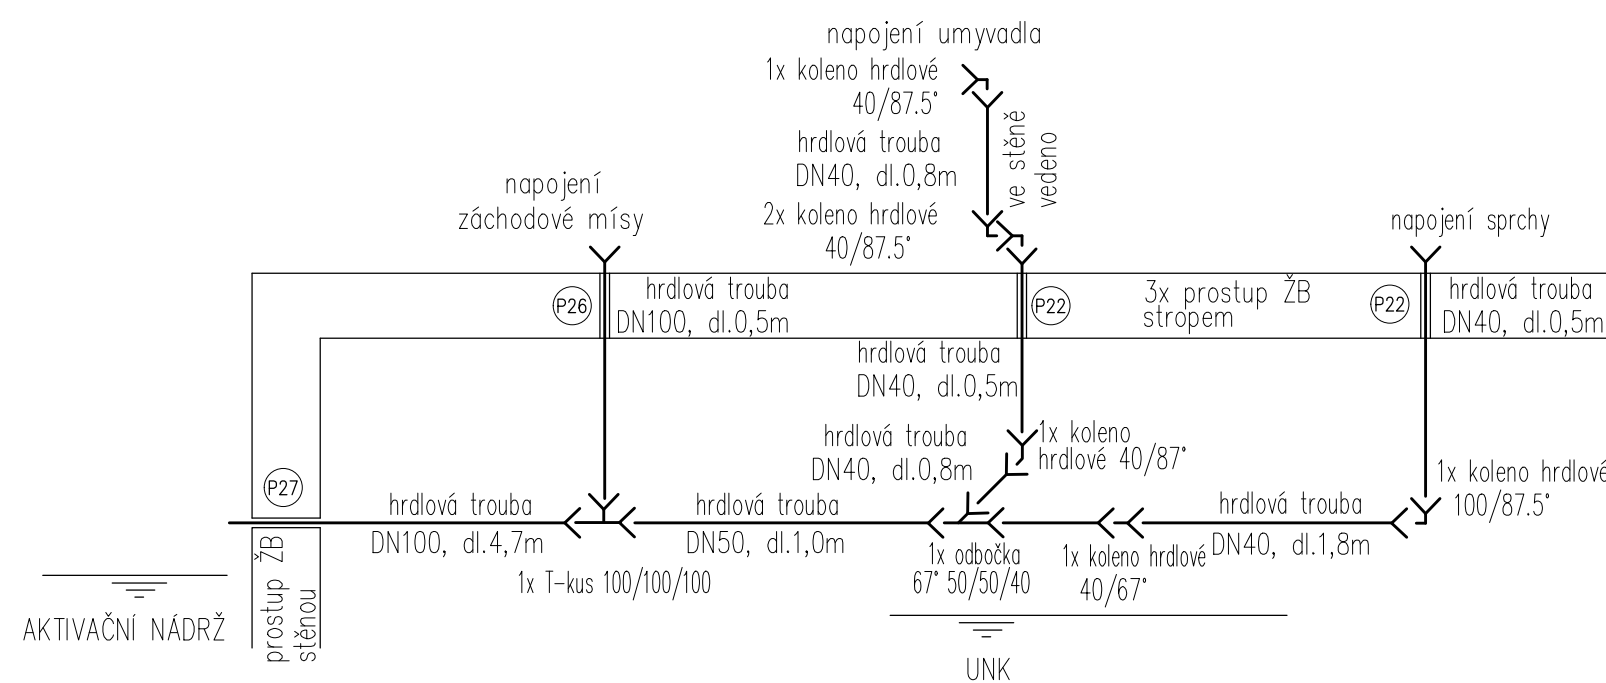 napojení umyvadla
1x koleno hrdlové
40/87.5°
hrdlová trouba
DN40, dl.0,8m
ve stěně
vedeno
2x koleno hrdlové
40/87.5°
napojení
záchodové mísy
napojení sprchy
P26
hrdlová trouba
DN100, dl.0,5m
P22
3x prostup ŽB
stropem
P22
hrdlová trouba
DN40, dl.0,5m
hrdlová trouba
DN40, dl.0,5m
hrdlová trouba
DN40, dl.0,8m
1x koleno
hrdlové 40/87°
1x koleno hrdlové
100/87.5°
P27
hrdlová trouba
DN100, dl.4,7m
hrdlová trouba
DN50, dl.1,0m
hrdlová trouba
DN40, dl.1,8m
1x T-kus 100/100/100
1x odbočka
67° 50/50/40
1x koleno hrdlové
40/67°
prostup ŽB
stěnou
AKTIVAČNÍ NÁDRŽ
UNK